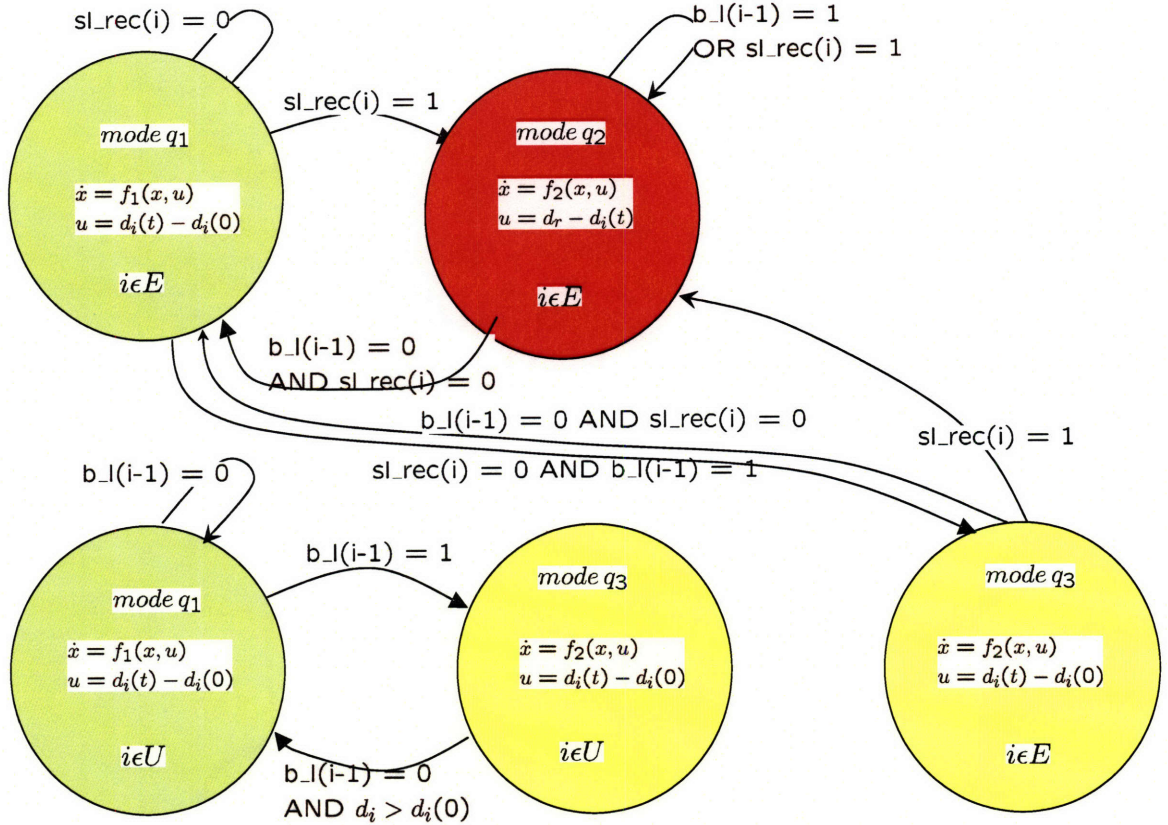 sl_rec(i) = 0
b_l(i-1) = 1
OR sl_rec(i) = 1
sl_rec(i) = 1
mode q₁
ẋ = f₁(x, u)
u = dᵢ(t) − dᵢ(0)
iϵE
mode q₂
ẋ = f₂(x, u)
u = dᵣ − dᵢ(t)
iϵE
b_l(i-1) = 0
AND sl_rec(i) = 0
b_l(i-1) = 0 AND sl_rec(i) = 0
sl_rec(i) = 1
sl_rec(i) = 0 AND b_l(i-1) = 1
b_l(i-1) = 0
b_l(i-1) = 1
mode q₁
ẋ = f₁(x, u)
u = dᵢ(t) − dᵢ(0)
iϵU
mode q₃
ẋ = f₂(x, u)
u = dᵢ(t) − dᵢ(0)
iϵU
mode q₃
ẋ = f₂(x, u)
u = dᵢ(t) − dᵢ(0)
iϵE
b_l(i-1) = 0
AND dᵢ > dᵢ(0)